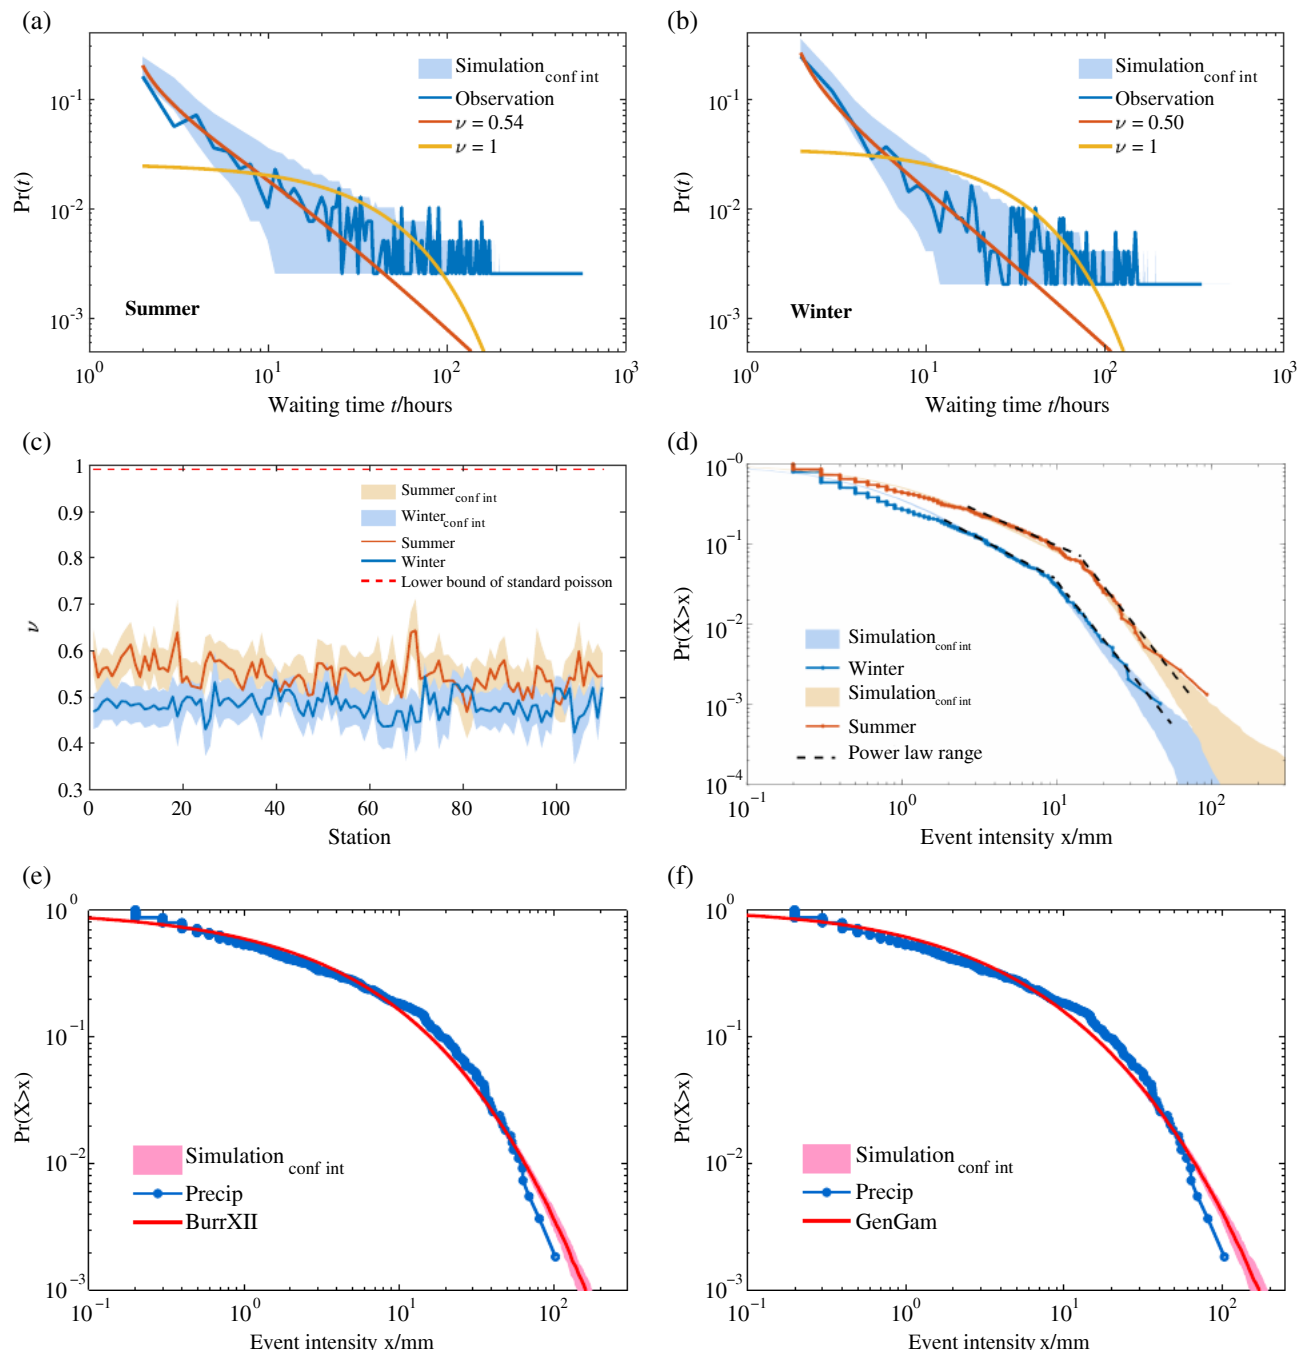 (a)
10^-1
10^-2
10^-3
Pr(t)
Simulation conf int
Observation
ν = 0.54
ν = 1
Summer
10^0 10^1 10^2 10^3
Waiting time t/hours
(b)
10^-1
10^-2
10^-3
Pr(t)
Simulation conf int
Observation
ν = 0.50
ν = 1
Winter
10^0 10^1 10^2 10^3
Waiting time t/hours
(c)
1
0.9
0.8
0.7
0.6
0.5
0.4
0.3
ν
Summer conf int
Winter conf int
Summer
Winter
Lower bound of standard poisson
0 20 40 60 80 100
Station
(d)
10^-0
10^-1
10^-2
10^-3
10^-4
Pr(X>x)
Simulation conf int
Winter
Simulation conf int
Summer
Power law range
10^-1 10^0 10^1 10^2
Event intensity x/mm
(e)
10^0
10^-1
10^-2
10^-3
Pr(X>x)
Simulation conf int
Precip
BurrXII
10^-1 10^0 10^1 10^2
Event intensity x/mm
(f)
10^0
10^-1
10^-2
10^-3
Pr(X>x)
Simulation conf int
Precip
GenGam
10^-1 10^0 10^1 10^2
Event intensity x/mm